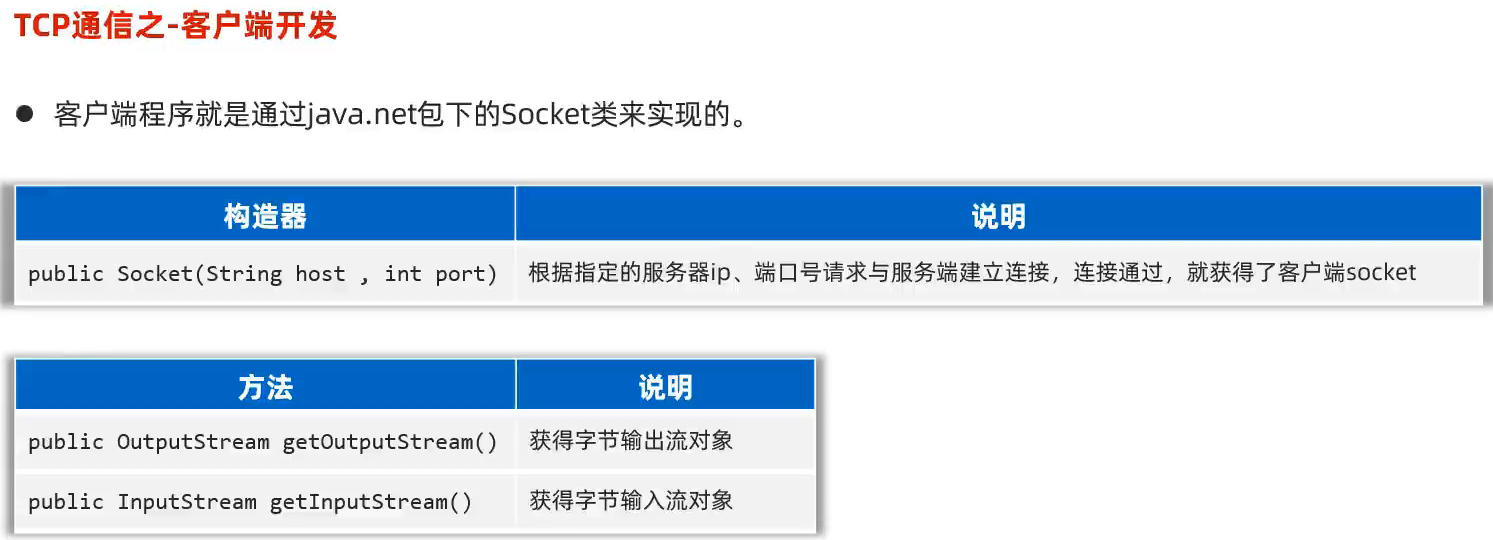 TCP通信之-客户端开发
● 客户端程序就是通过java.net包下的Socket类来实现的。
构造器 说明
public Socket(String host , int port) 根据指定的服务器ip、端口号请求与服务端建立连接，连接通过，就获得了客户端socket
方法 说明
public OutputStream getOutputStream() 获得字节输出流对象
public InputStream getInputStream() 获得字节输入流对象